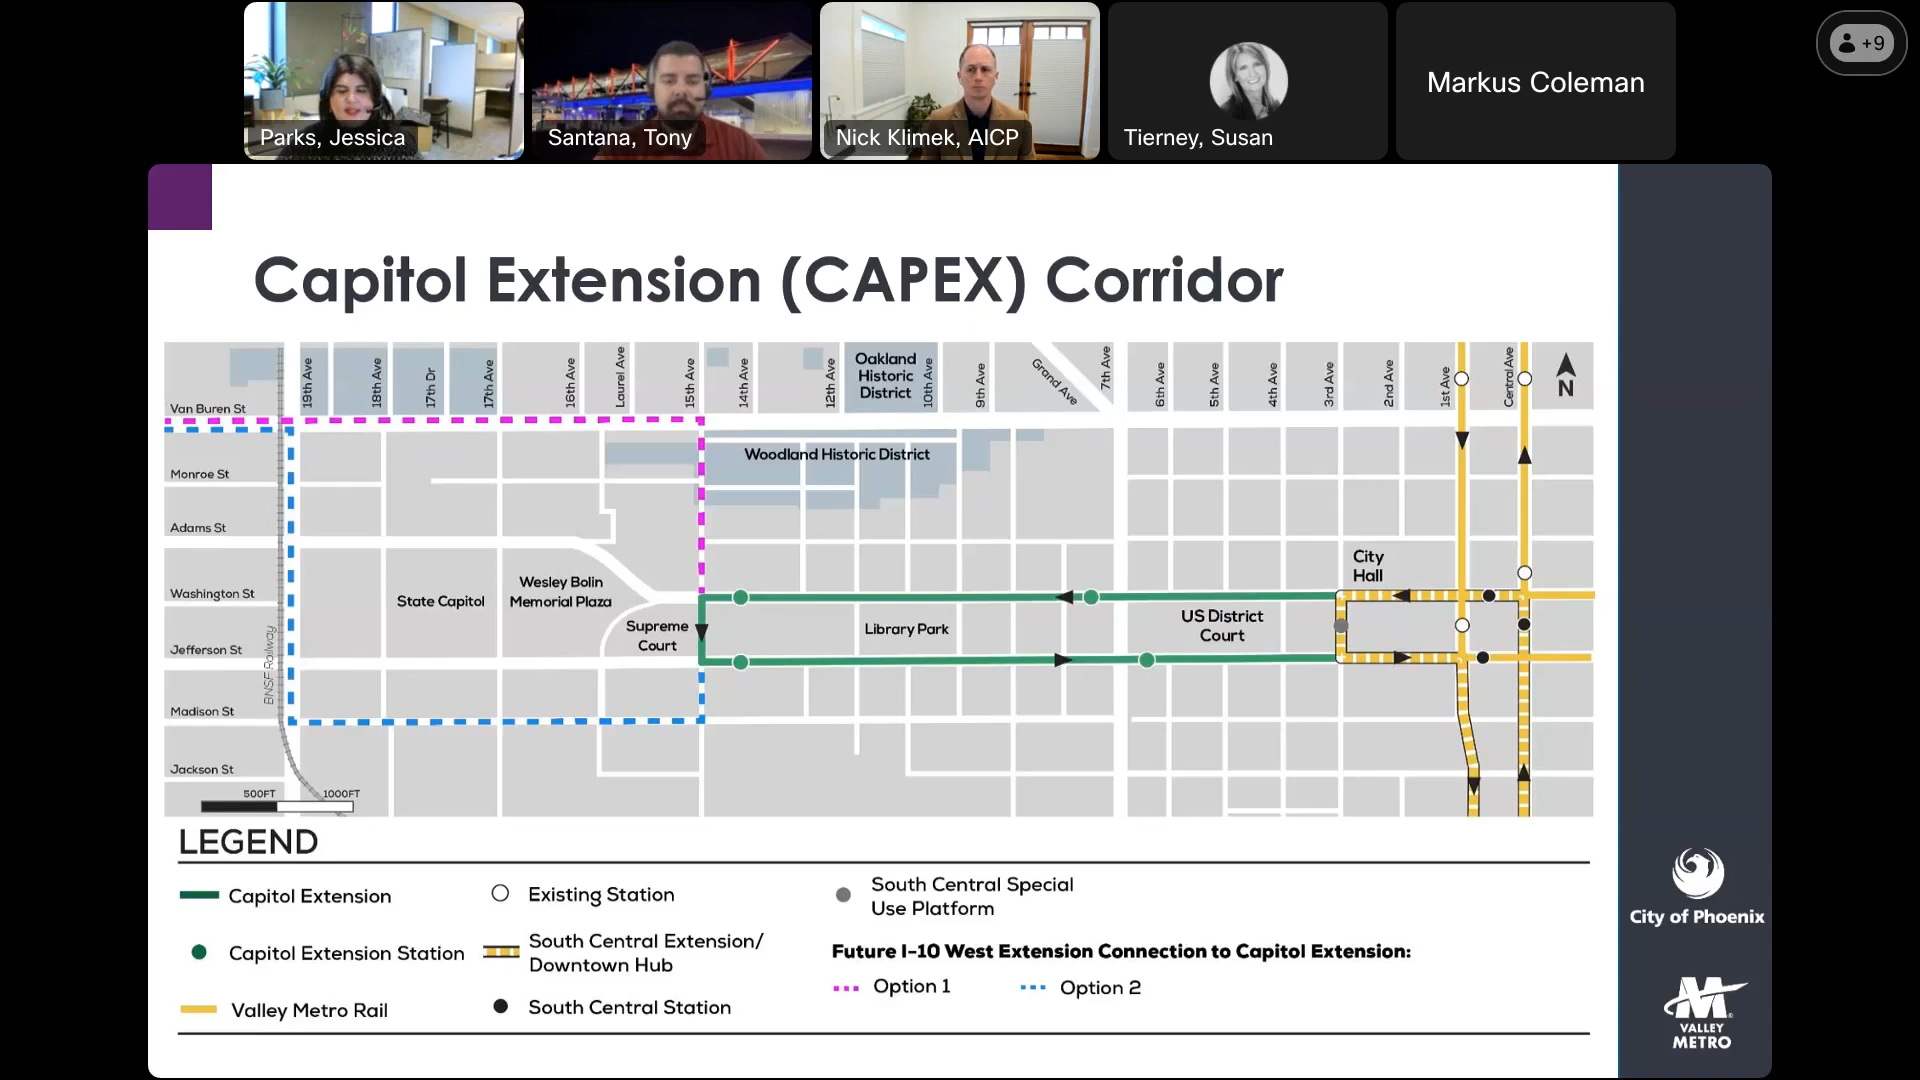 Parks, Jessica
Santana, Tony
Nick Klimek, AICP
Tierney, Susan
Markus Coleman
+9
Capitol Extension (CAPEX) Corridor
19th Ave
18th Ave
17th Dr
17th Ave
16th Ave
Laurel Ave
15th Ave
14th Ave
12th Ave
Oakland
Historic
District
10th Ave
9th Ave
Grand Ave
7th Ave
6th Ave
5th Ave
4th Ave
3rd Ave
2nd Ave
1st Ave
Central Ave
N
Van Buren St
Monroe St
Woodland Historic District
Adams St
City
Hall
Washington St
State Capitol
Wesley Bolin
Memorial Plaza
US District
Court
Supreme
Court
Library Park
Jefferson St
BNSF Railway
Madison St
Jackson St
500FT
1000FT
LEGEND
Capitol Extension
Existing Station
South Central Special
Use Platform
Capitol Extension Station
South Central Extension/
Downtown Hub
Future I-10 West Extension Connection to Capitol Extension:
Option 1
Option 2
Valley Metro Rail
South Central Station
City of Phoenix
VALLEY
METRO